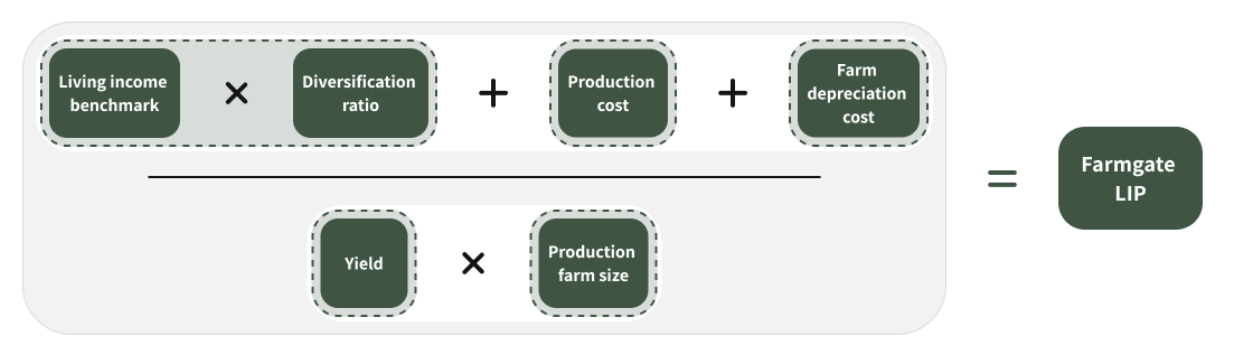 Living income
benchmark
×
Diversification
ratio
+
Production
cost
+
Farm
depreciation
cost
Yield
×
Production
farm size
=
Farmgate
LIP